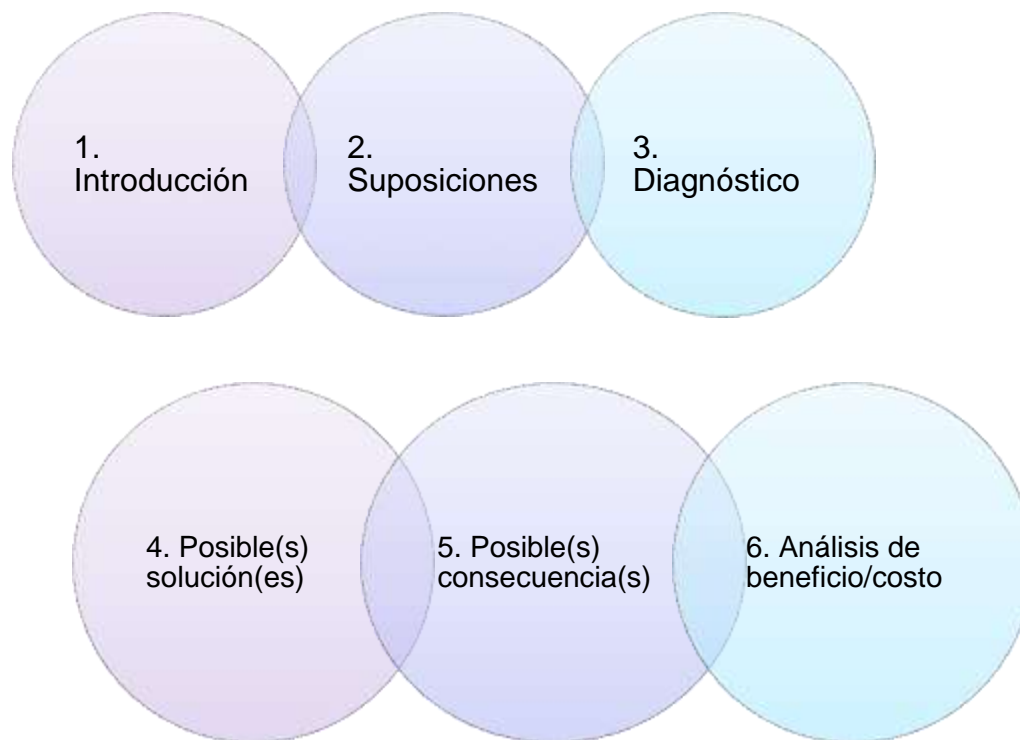 1.
Introducción
2.
Suposiciones
3.
Diagnóstico
4. Posible(s)
solución(es)
5. Posible(s)
consecuencia(s)
6. Análisis de
beneficio/costo